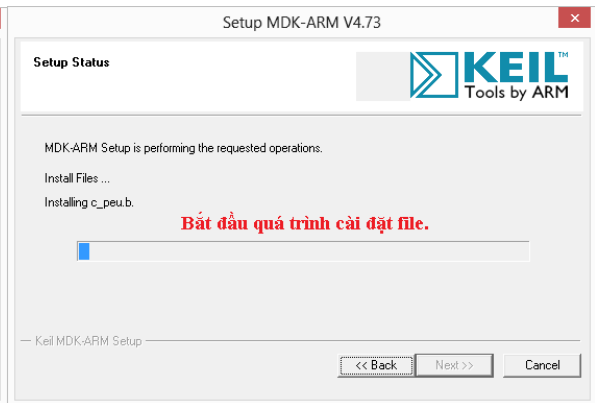 Setup MDK-ARM V4.73
Setup Status
KEIL™
Tools by ARM
MDK-ARM Setup is performing the requested operations.
Install Files ...
Installing c_peu.b.
Bắt đầu quá trình cài đặt file.
Keil MDK-ARM Setup
<< Back
Next >>
Cancel